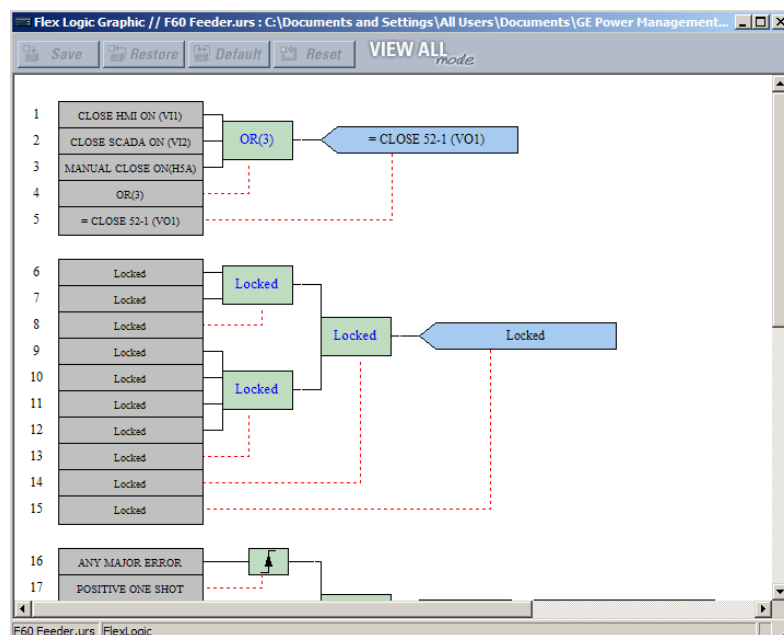 Flex Logic Graphic // F60 Feeder.urs : C:\Documents and Settings\All Users\Documents\GE Power Management...
Save Restore Default Reset VIEW ALL mode
1 CLOSE HMI ON (VI1)
2 CLOSE SCADA ON (VI2) OR(3) = CLOSE 52-1 (VO1)
3 MANUAL CLOSE ON(H5A)
4 OR(3)
5 = CLOSE 52-1 (VO1)
6 Locked
Locked
7 Locked
8 Locked
Locked Locked
9 Locked
10 Locked
Locked
11 Locked
12 Locked
13 Locked
14 Locked
15 Locked
16 ANY MAJOR ERROR
17 POSITIVE ONE SHOT
F60 Feeder.urs FlexLogic